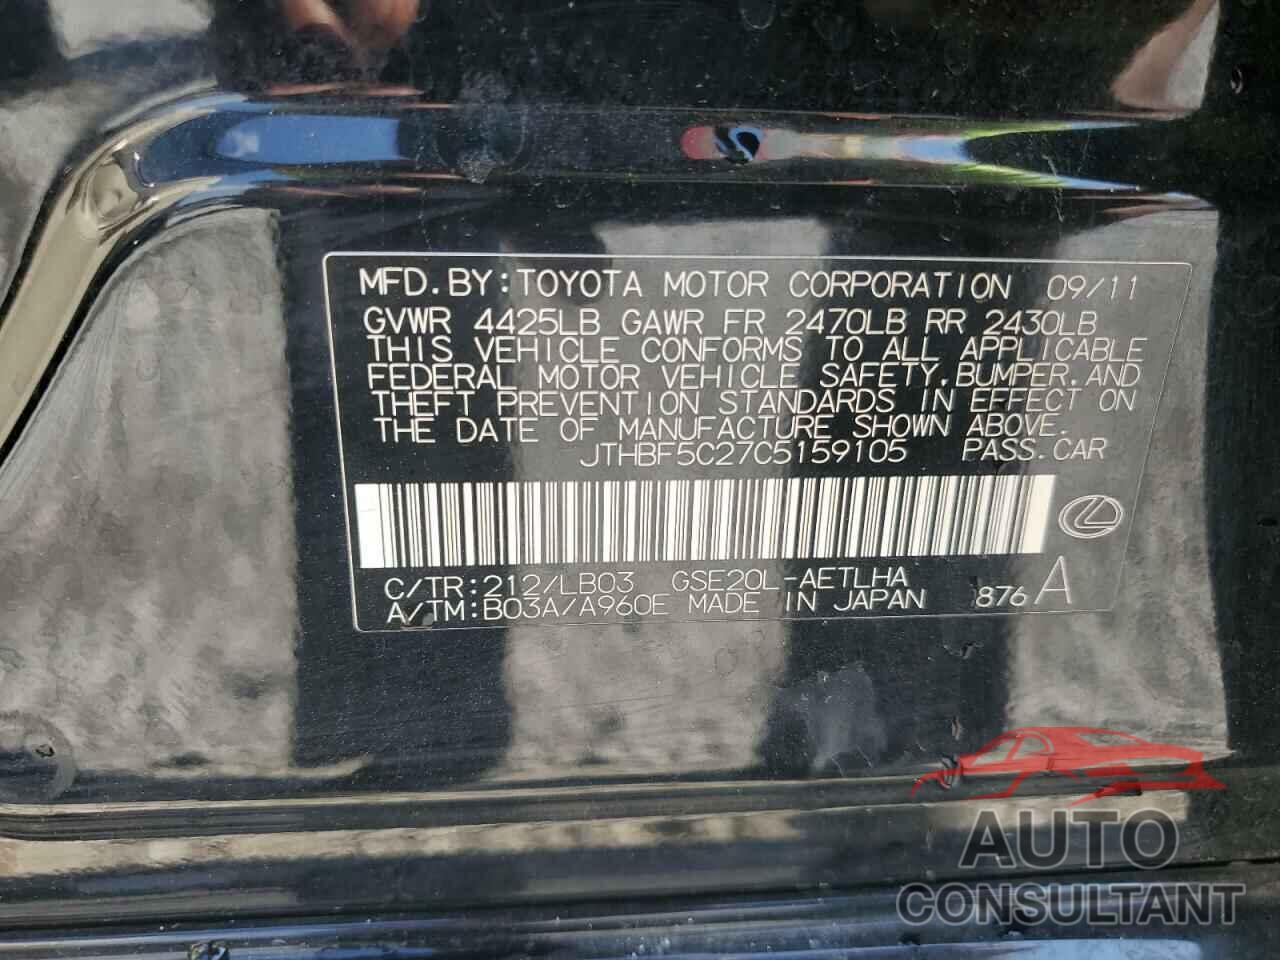 MFD.BY:TOYOTA MOTOR CORPORATION 09/11
GVWR 4425LB GAWR FR 2470LB RR 2430LB
THIS VEHICLE CONFORMS TO ALL APPLICABLE
FEDERAL MOTOR VEHICLE SAFETY,BUMPER,AND
THEFT PREVENTION STANDARDS IN EFFECT ON
THE DATE OF MANUFACTURE SHOWN ABOVE.
JTHBF5C27C5159105 PASS.CAR
C/TR:212/LB03 GSE20L-AETLHA
A/TM:B03A/A960E MADE IN JAPAN 876 A
AUTO
CONSULTANT